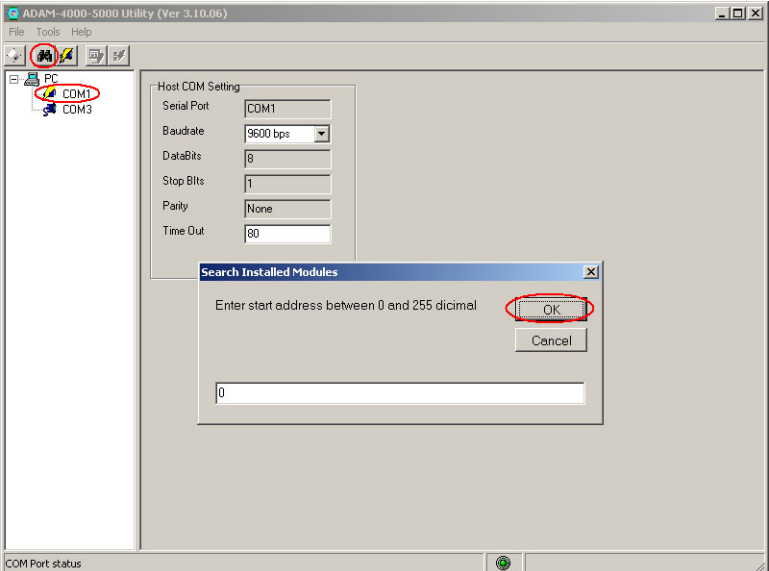 ADAM-4000-5000 Utility (Ver 3.10.06)
File Tools Help
PC
COM1
COM3
Host COM Setting
Serial Port COM1
Baudrate 9600 bps
DataBits 8
Stop BIts 1
Parity None
Time Out 80
Search Installed Modules
Enter start address between 0 and 255 dicimal
OK
Cancel
0
COM Port status